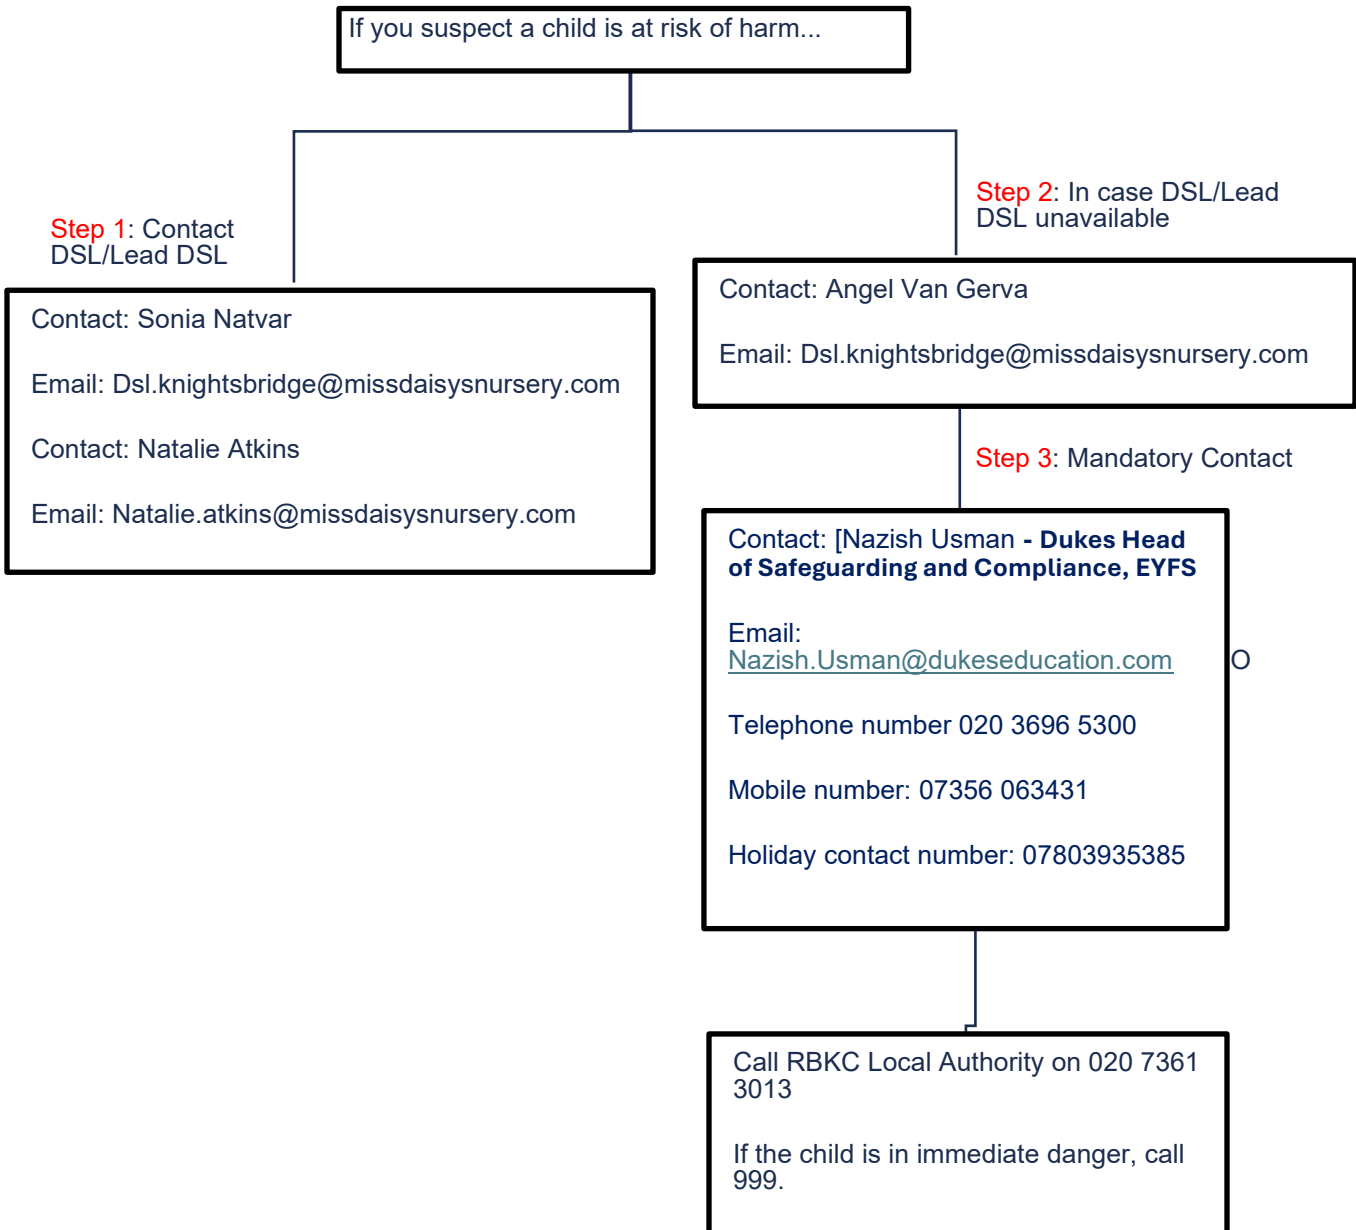 If you suspect a child is at risk of harm...
Step 1: Contact
DSL/Lead DSL
Contact: Sonia Natvar
Email: Dsl.knightsbridge@missdaisysnursery.com
Contact: Natalie Atkins
Email: Natalie.atkins@missdaisysnursery.com
Step 2: In case DSL/Lead
DSL unavailable
Contact: Angel Van Gerva
Email: Dsl.knightsbridge@missdaisysnursery.com
Step 3: Mandatory Contact
Contact: [Nazish Usman - Dukes Head
of Safeguarding and Compliance, EYFS
Email:
Nazish.Usman@dukeseducation.com
O
Telephone number 020 3696 5300
Mobile number: 07356 063431
Holiday contact number: 07803935385
Call RBKC Local Authority on 020 7361
3013
If the child is in immediate danger, call
999.